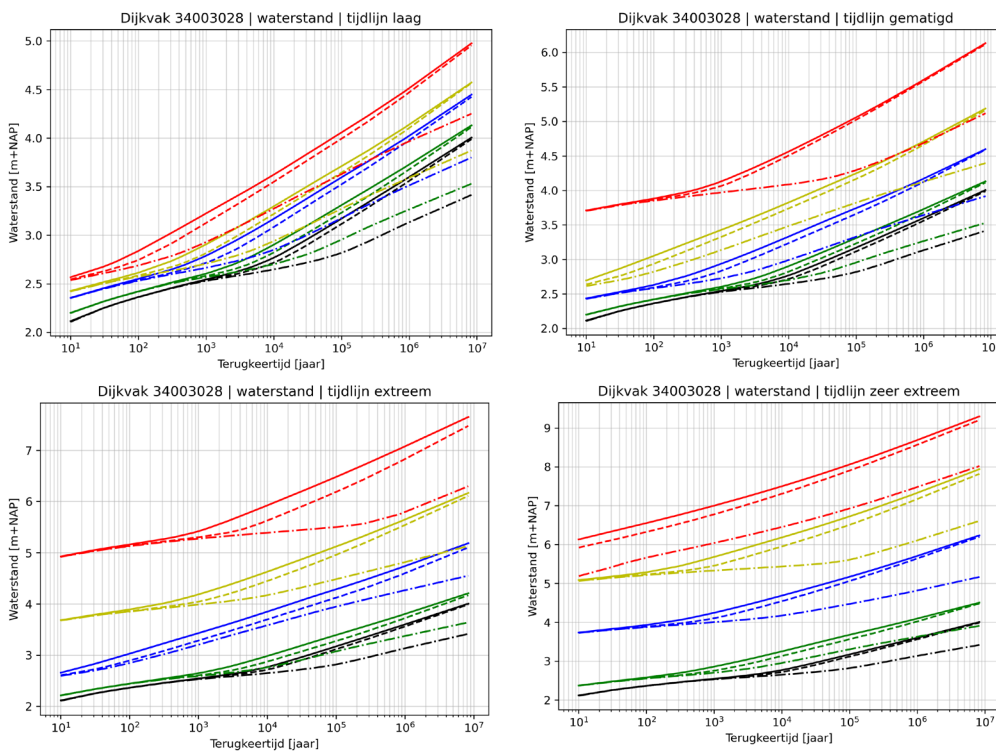 Dijkvak 34003028 | waterstand | tijdlijn laag
5.0
4.5
4.0
3.5
3.0
2.5
2.0
Waterstand [m+NAP]
10¹ 10² 10³ 10⁴ 10⁵ 10⁶ 10⁷
Terugkeertijd [jaar]
Dijkvak 34003028 | waterstand | tijdlijn gematigd
6.0
5.5
5.0
4.5
4.0
3.5
3.0
2.5
2.0
Waterstand [m+NAP]
10¹ 10² 10³ 10⁴ 10⁵ 10⁶ 10⁷
Terugkeertijd [jaar]
Dijkvak 34003028 | waterstand | tijdlijn extreem
7
6
5
4
3
2
Waterstand [m+NAP]
10¹ 10² 10³ 10⁴ 10⁵ 10⁶ 10⁷
Terugkeertijd [jaar]
Dijkvak 34003028 | waterstand | tijdlijn zeer extreem
9
8
7
6
5
4
3
2
Waterstand [m+NAP]
10¹ 10² 10³ 10⁴ 10⁵ 10⁶ 10⁷
Terugkeertijd [jaar]